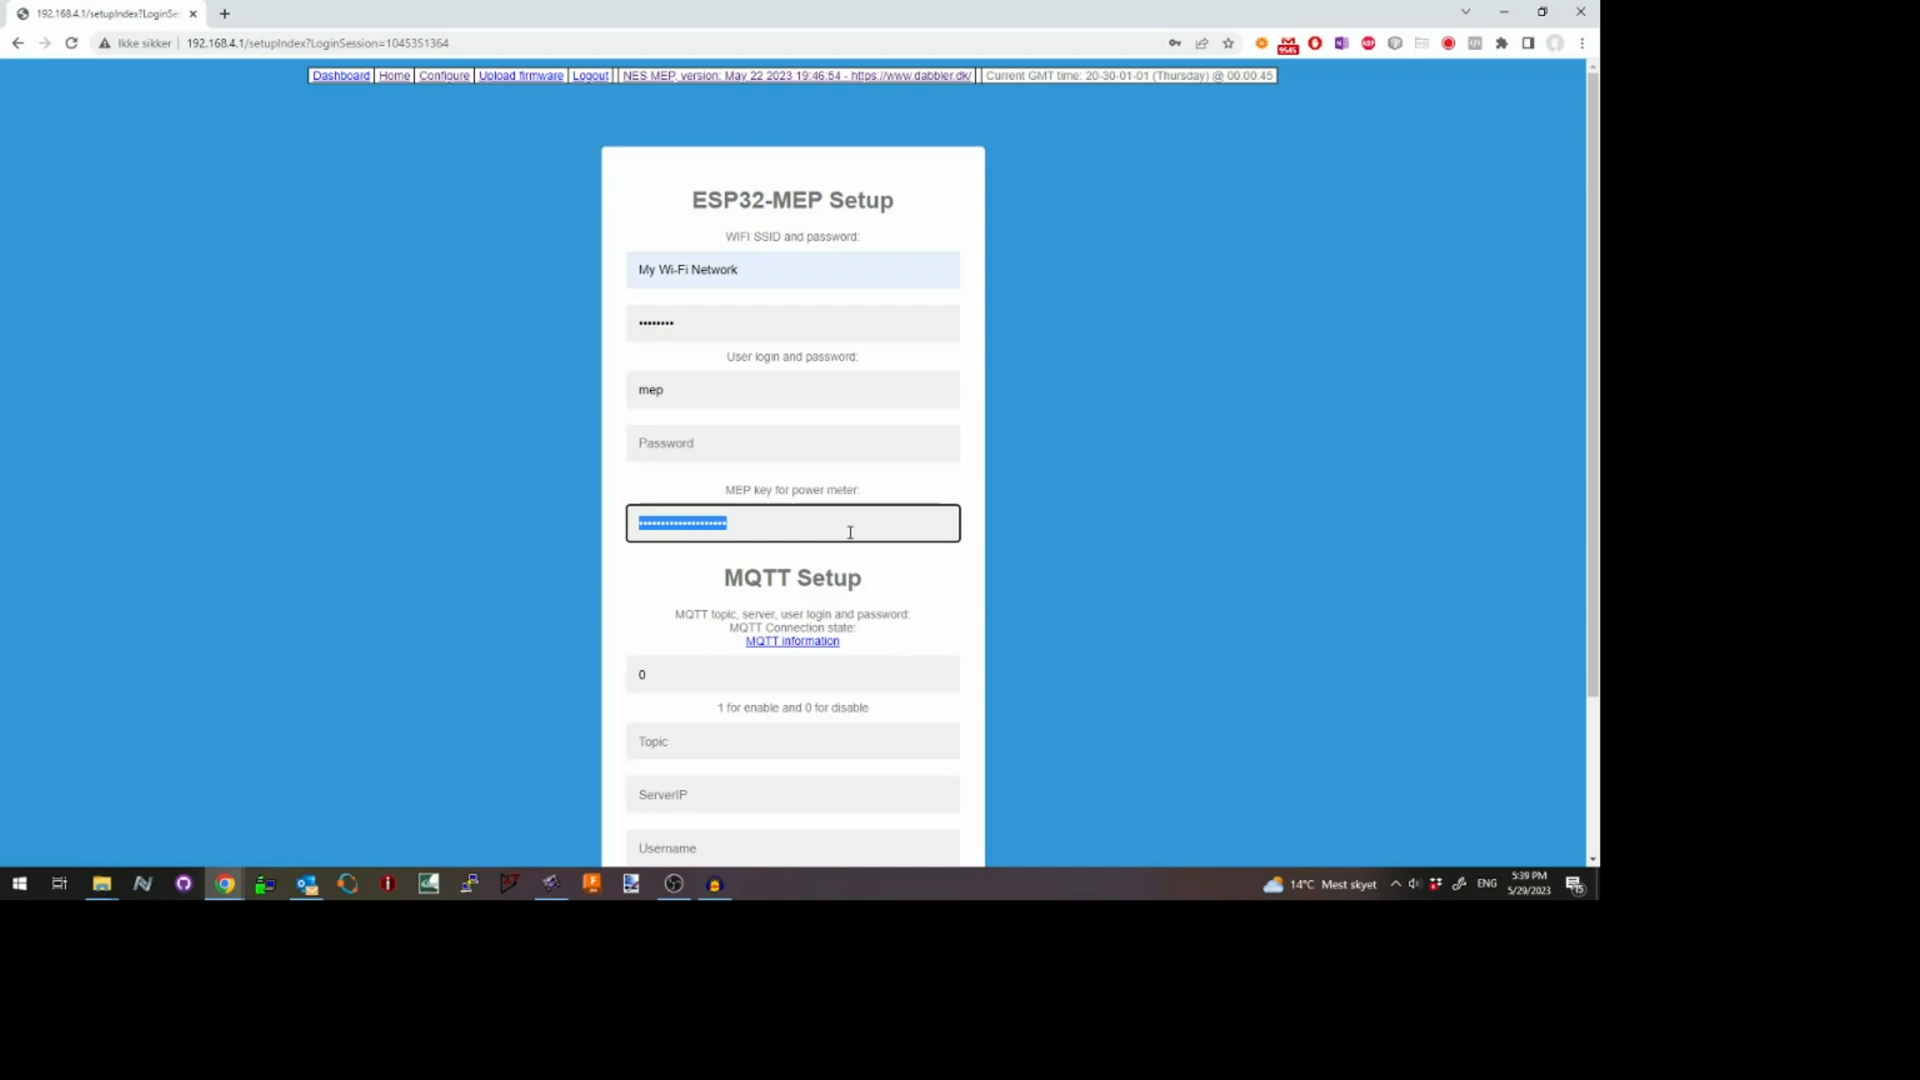 192.168.4.1/setupIndex?LoginSe
Ikke sikker
192.168.4.1/setupIndex?LoginSession=1045351364
9545
ABP
Dashboard Home Configure Upload firmware Logout NES MEP, version: May 22 2023 19:46.54 - https://www.dabbler.dk/ Current GMT time: 20-30-01-01 (Thursday) @ 00:00:45
ESP32-MEP Setup
WIFI SSID and password:
My Wi-Fi Network
••••••••
User login and password:
mep
Password
MEP key for power meter:
••••••••••••••••••••
MQTT Setup
MQTT topic, server, user login and password:
MQTT Connection state:
MQTT information
0
1 for enable and 0 for disable
Topic
ServerIP
Username
14°C Mest skyet
ENG
5:39 PM
5/29/2023
15